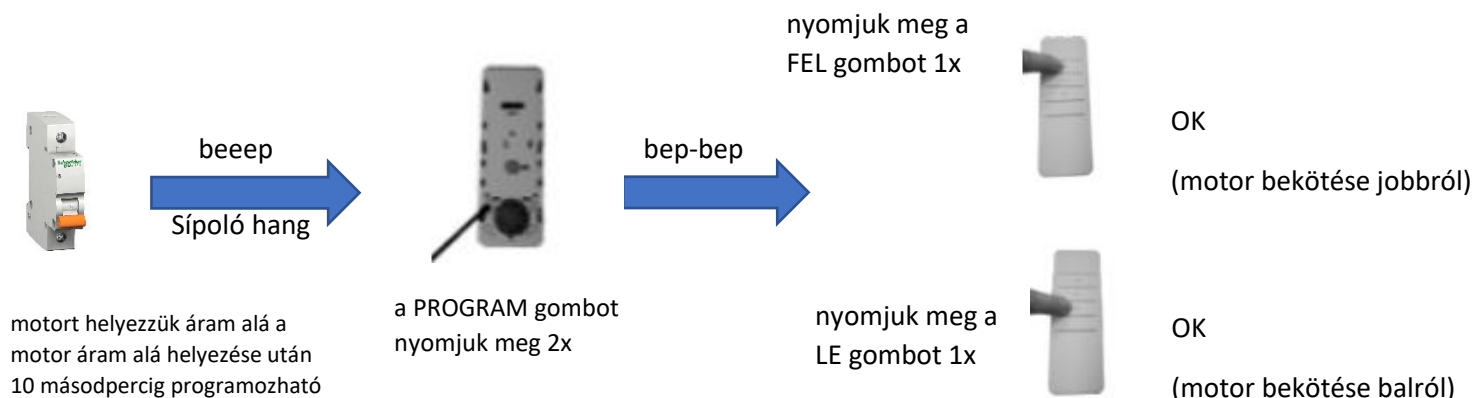 nyomjuk meg a
FEL gombot 1x
OK
(motor bekötése jobbról)
beeep
Sípoló hang
bep-bep
motort helyezzük áram alá a
motor áram alá helyezése után
10 másodpercig programozható
a PROGRAM gombot
nyomjuk meg 2x
nyomjuk meg a
LE gombot 1x
OK
(motor bekötése balról)